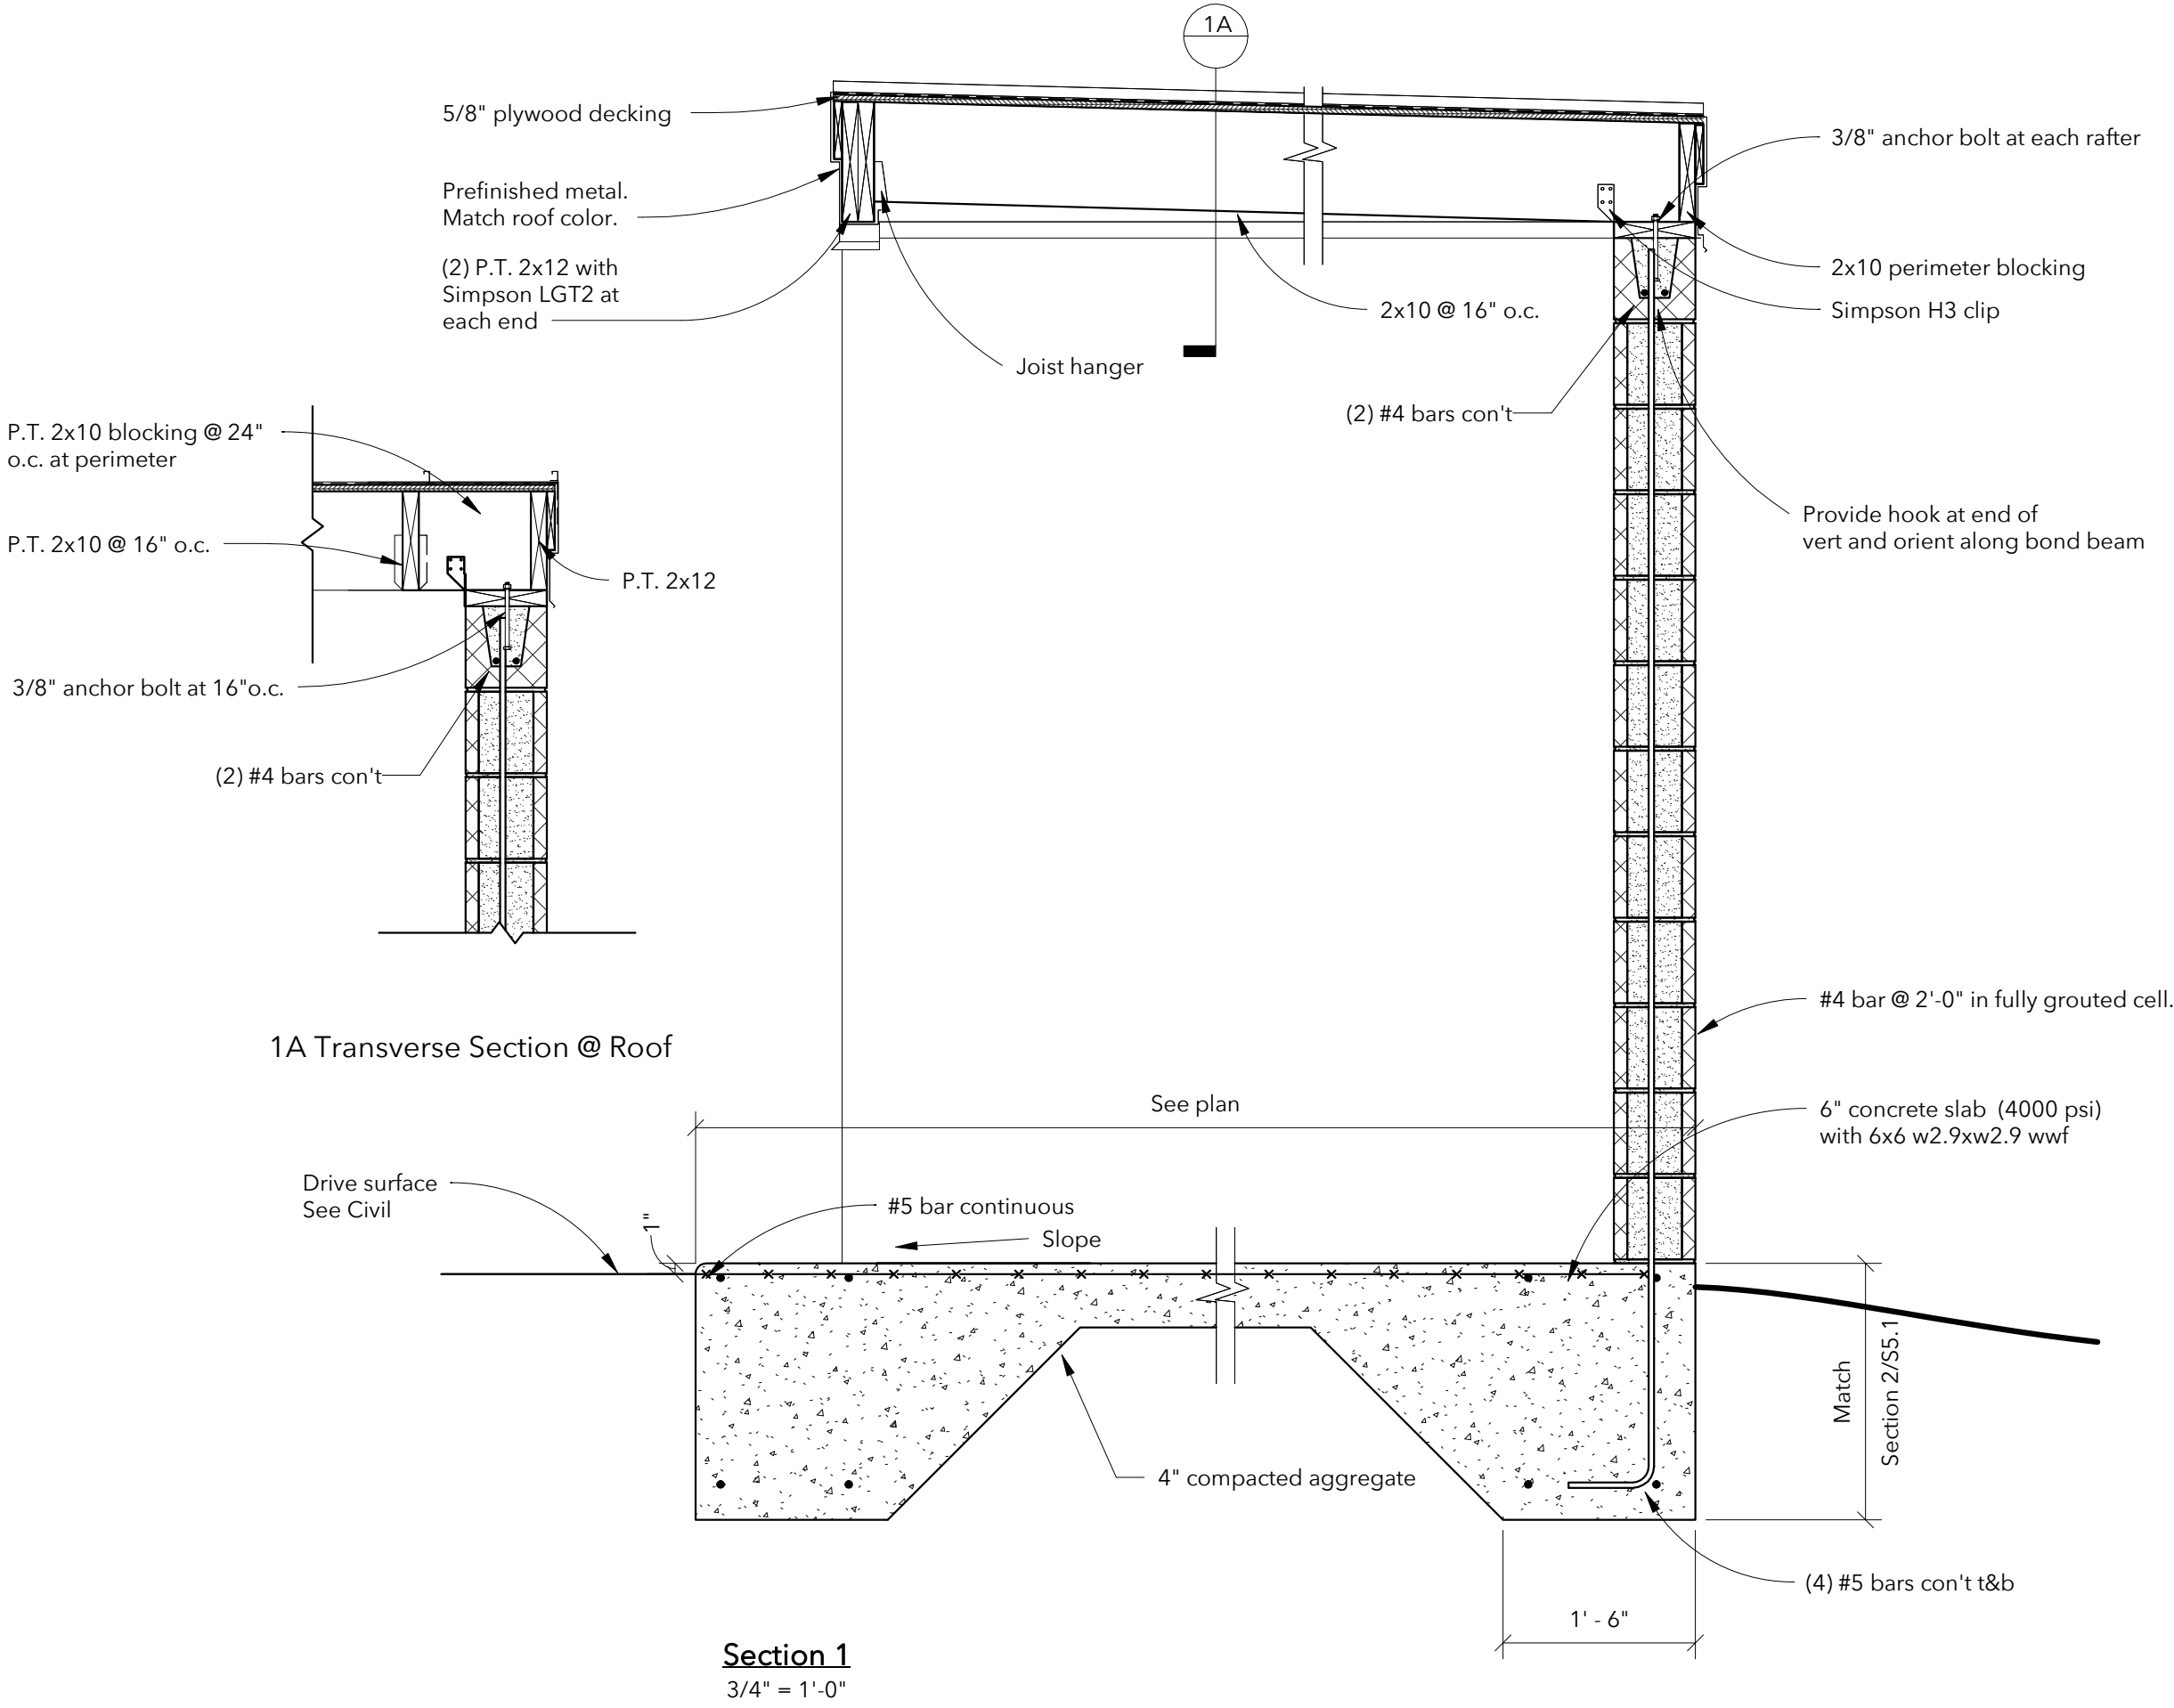 1A
5/8" plywood decking
Prefinished metal.
Match roof color.
(2) P.T. 2x12 with
Simpson LGT2 at
each end
3/8" anchor bolt at each rafter
2x10 perimeter blocking
Simpson H3 clip
2x10 @ 16" o.c.
Joist hanger
(2) #4 bars con't
Provide hook at end of
vert and orient along bond beam
P.T. 2x10 blocking @ 24"
o.c. at perimeter
P.T. 2x10 @ 16" o.c.
P.T. 2x12
3/8" anchor bolt at 16"o.c.
(2) #4 bars con't
1A Transverse Section @ Roof
#4 bar @ 2'-0" in fully grouted cell.
See plan
6" concrete slab (4000 psi)
with 6x6 w2.9xw2.9 wwf
Drive surface
See Civil
1"
#5 bar continuous
Slope
Match
Section 2/S5.1
4" compacted aggregate
(4) #5 bars con't t&b
1' - 6"
Section 1
3/4" = 1'-0"